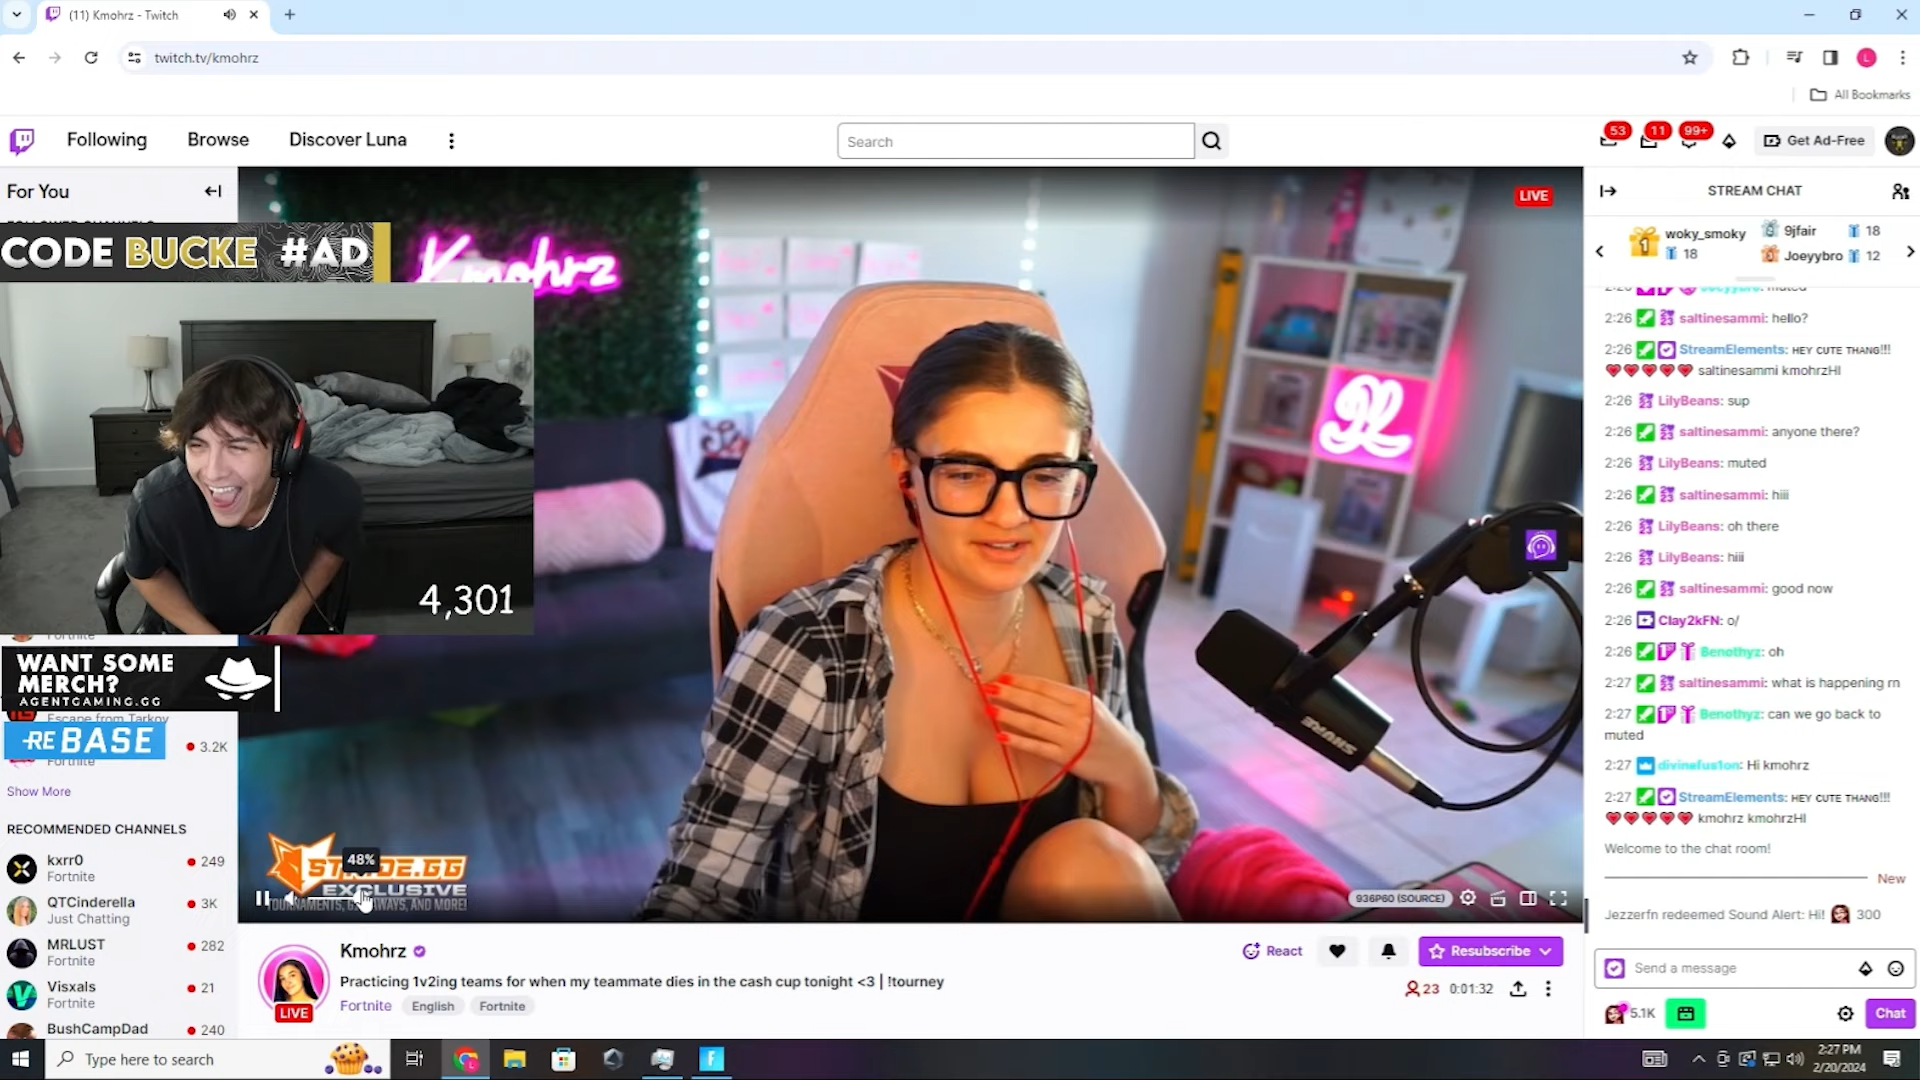 (11) Kmohrz - Twitch
twitch.tv/kmohrz
All Bookmarks
Following
Browse
Discover Luna
Search
53
11
99+
Get Ad-Free
For You
LIVE
STREAM CHAT
CODE BUCKE #AD
Kmohrz
1
woky_smoky
18
9jfair
18
Joeyybro
12
2:26 saltinesammi: hello?
2:26 StreamElements: HEY CUTE THANG!!!
saltinesammi kmohrzHI
2:26 LilyBeans: sup
2:26 saltinesammi: anyone there?
2:26 LilyBeans: muted
2:26 saltinesammi: hiii
2:26 LilyBeans: oh there
2:26 LilyBeans: hiii
2:26 saltinesammi: good now
2:26 Clay2kFN: o/
2:26 Benothyz: oh
2:27 saltinesammi: what is happening rn
2:27 Benothyz: can we go back to
muted
2:27 divinefus1on: Hi kmohrz
2:27 StreamElements: HEY CUTE THANG!!!
kmohrz kmohrzHI
Welcome to the chat room!
New
Jezzerfn redeemed Sound Alert: Hi! 300
Send a message
5.1K
Chat
4,301
Fortnite
WANT SOME
MERCH?
AGENTGAMING.GG
Escape from Tarkov
REBASE
3.2K
Fortnite
Show More
RECOMMENDED CHANNELS
kxrr0
249
Fortnite
QTCinderella
3K
Just Chatting
MRLUST
282
Fortnite
Visxals
21
Fortnite
BushCampDad
240
SHURE
48%
EXCLUSIVE
TOURNAMENTS, GIVEAWAYS, AND MORE!
936P60 (SOURCE)
Kmohrz
React
Resubscribe
Practicing 1v2ing teams for when my teammate dies in the cash cup tonight <3 | !tourney
23
0:01:32
LIVE
Fortnite
English
Fortnite
Type here to search
2:27 PM
2/20/2024